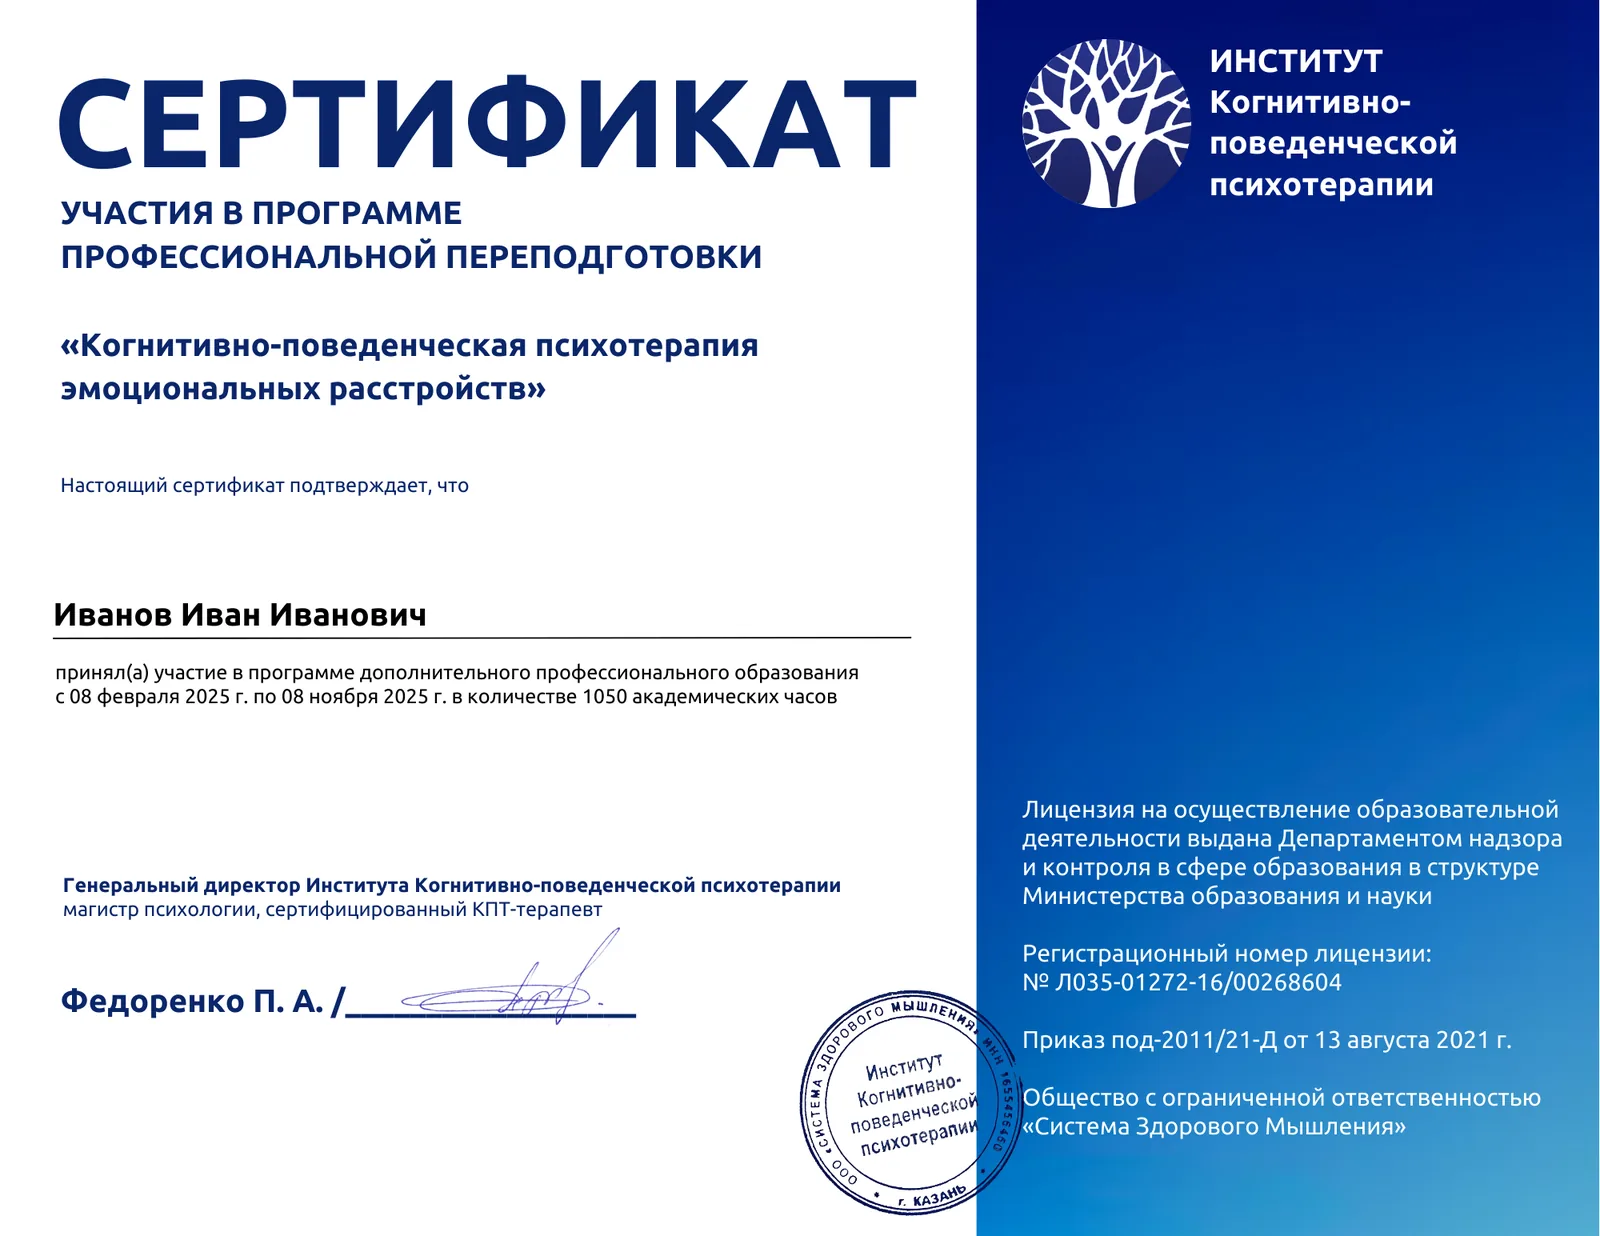 СЕРТИФИКАТ
УЧАСТИЯ В ПРОГРАММЕ
ПРОФЕССИОНАЛЬНОЙ ПЕРЕПОДГОТОВКИ
«Когнитивно-поведенческая психотерапия
эмоциональных расстройств»
Настоящий сертификат подтверждает, что
Иванов Иван Иванович
принял(а) участие в программе дополнительного профессионального образования
с 08 февраля 2025 г. по 08 ноября 2025 г. в количестве 1050 академических часов
Генеральный директор Института Когнитивно-поведенческой психотерапии
магистр психологии, сертифицированный КПТ-терапевт
Федоренко П. А. /
ООО «СИСТЕМА ЗДОРОВОГО МЫШЛЕНИЯ» ИНН 1655456450
г. КАЗАНЬ
Институт
Когнитивно-
поведенческой
психотерапии
ИНСТИТУТ
Когнитивно-
поведенческой
психотерапии
Лицензия на осуществление образовательной
деятельности выдана Департаментом надзора
и контроля в сфере образования в структуре
Министерства образования и науки
Регистрационный номер лицензии:
№ Л035-01272-16/00268604
Приказ под-2011/21-Д от 13 августа 2021 г.
Общество с ограниченной ответственностью
«Система Здорового Мышления»